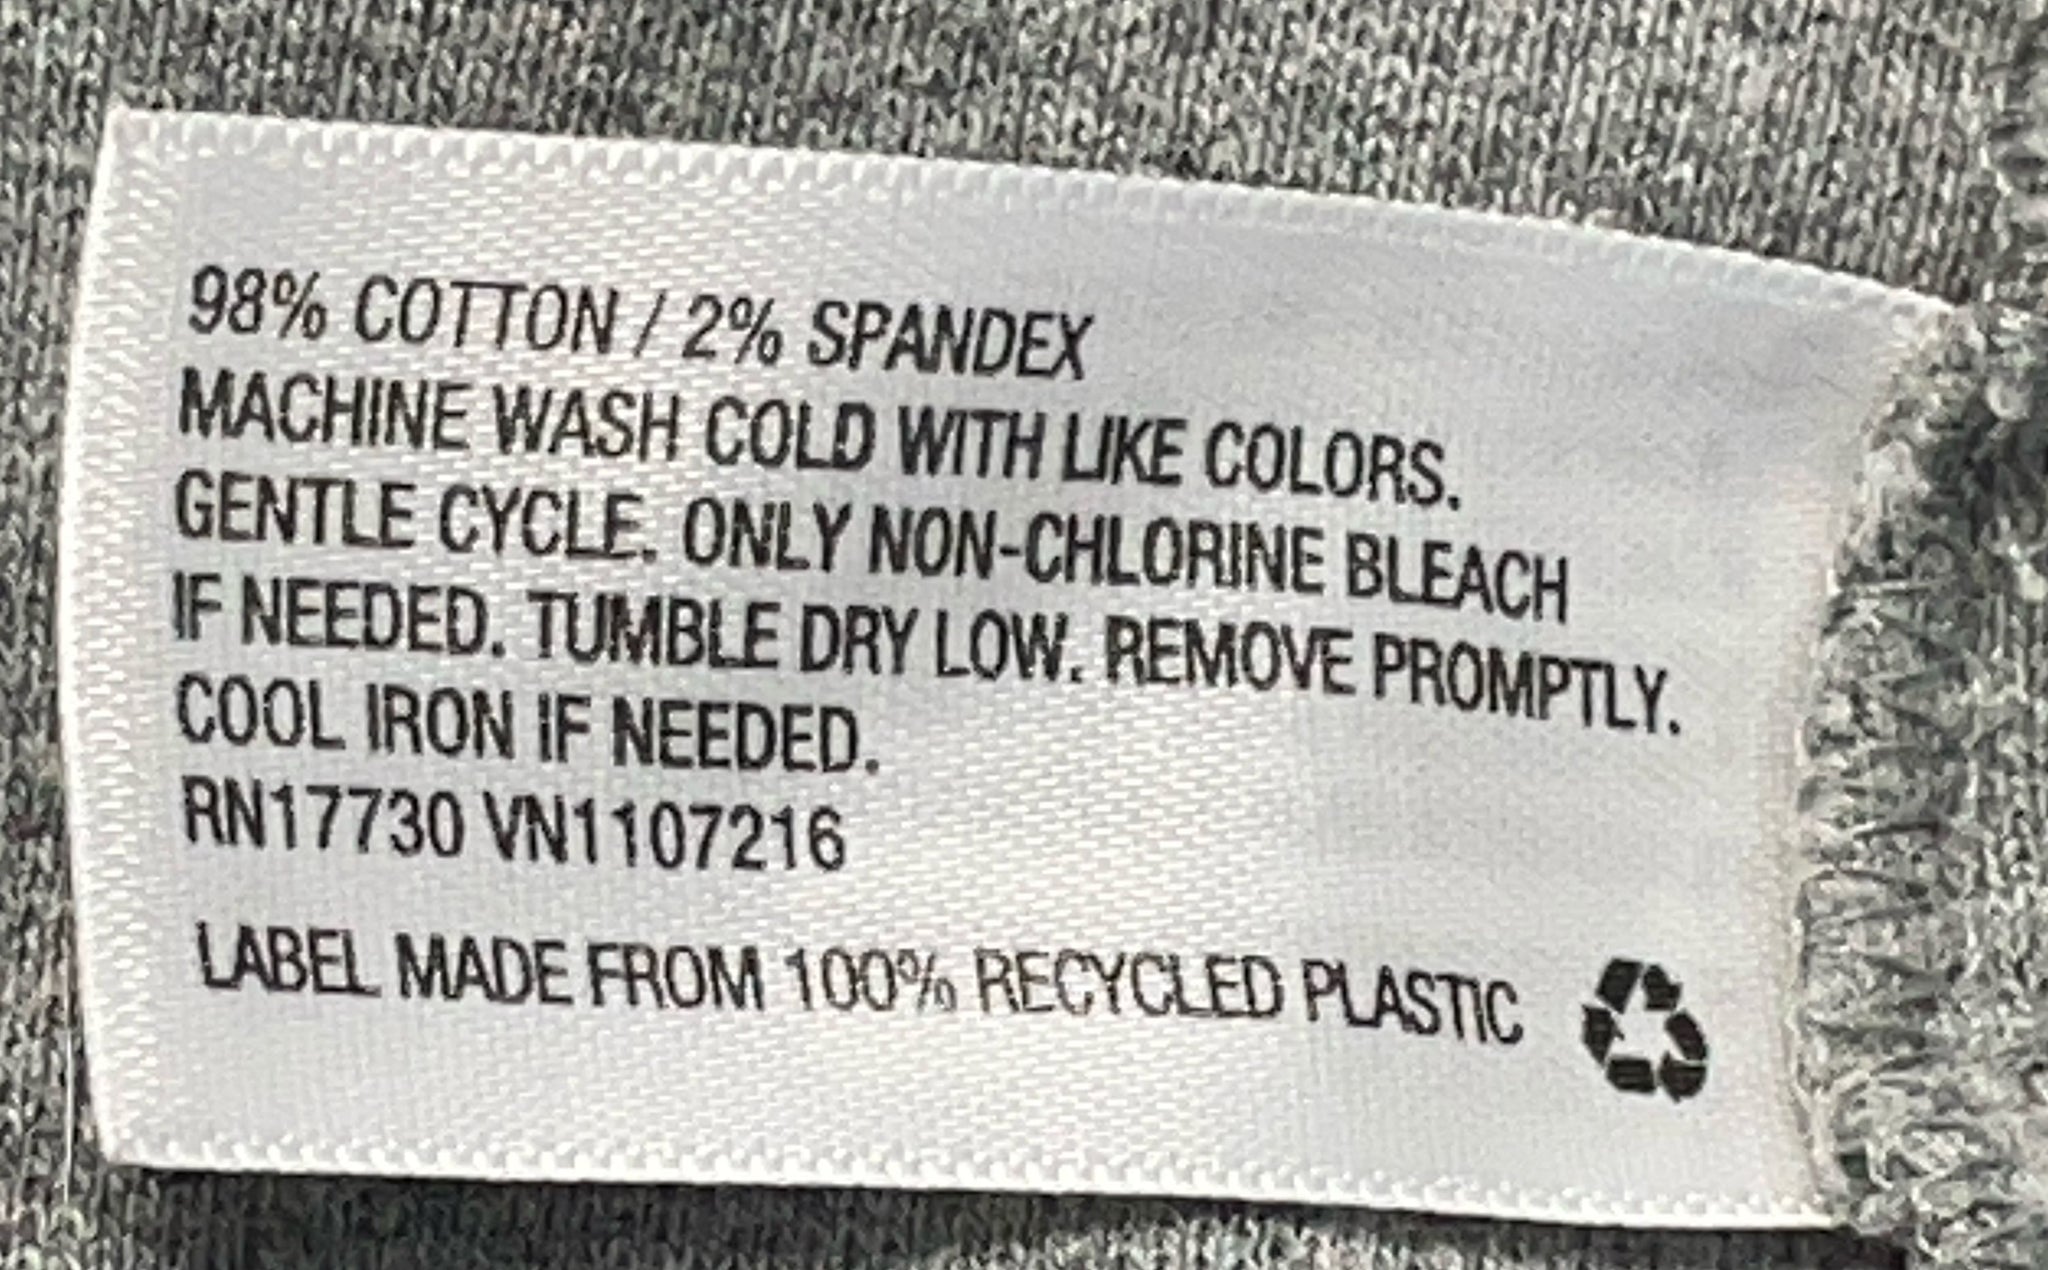 98% COTTON / 2% SPANDEX
MACHINE WASH COLD WITH LIKE COLORS.
GENTLE CYCLE. ONLY NON-CHLORINE BLEACH
IF NEEDED. TUMBLE DRY LOW. REMOVE PROMPTLY.
COOL IRON IF NEEDED.
RN17730 VN1107216
LABEL MADE FROM 100% RECYCLED PLASTIC